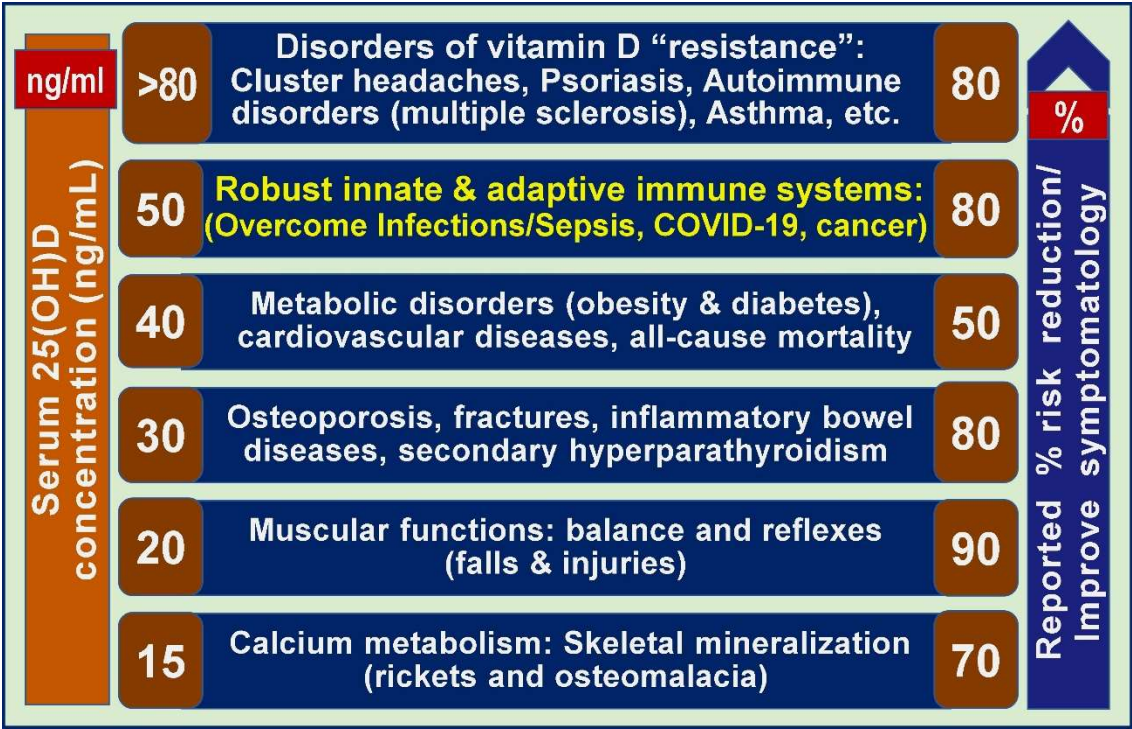 ng/ml
Serum 25(OH)D
concentration (ng/mL)
>80
Disorders of vitamin D “resistance”:
Cluster headaches, Psoriasis, Autoimmune
disorders (multiple sclerosis), Asthma, etc.
80
50
Robust innate & adaptive immune systems:
(Overcome Infections/Sepsis, COVID-19, cancer)
80
40
Metabolic disorders (obesity & diabetes),
cardiovascular diseases, all-cause mortality
50
30
Osteoporosis, fractures, inflammatory bowel
diseases, secondary hyperparathyroidism
80
20
Muscular functions: balance and reflexes
(falls & injuries)
90
15
Calcium metabolism: Skeletal mineralization
(rickets and osteomalacia)
70
%
Reported % risk reduction/
Improve symptomatology